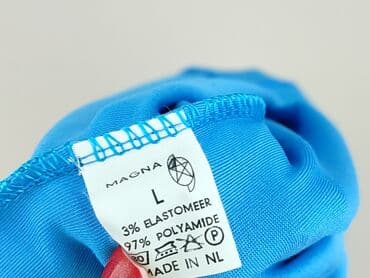 MAGNA
L
3% ELASTOMEER
97% POLYAMIDE
MADE IN NL